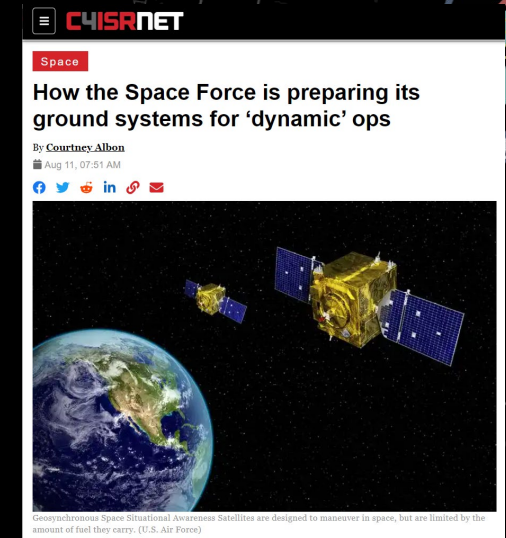 C4ISRNET
Space
How the Space Force is preparing its
ground systems for ‘dynamic’ ops
By Courtney Albon
Aug 11, 07:51 AM
Geosynchronous Space Situational Awareness Satellites are designed to maneuver in space, but are limited by the
amount of fuel they carry. (U.S. Air Force)